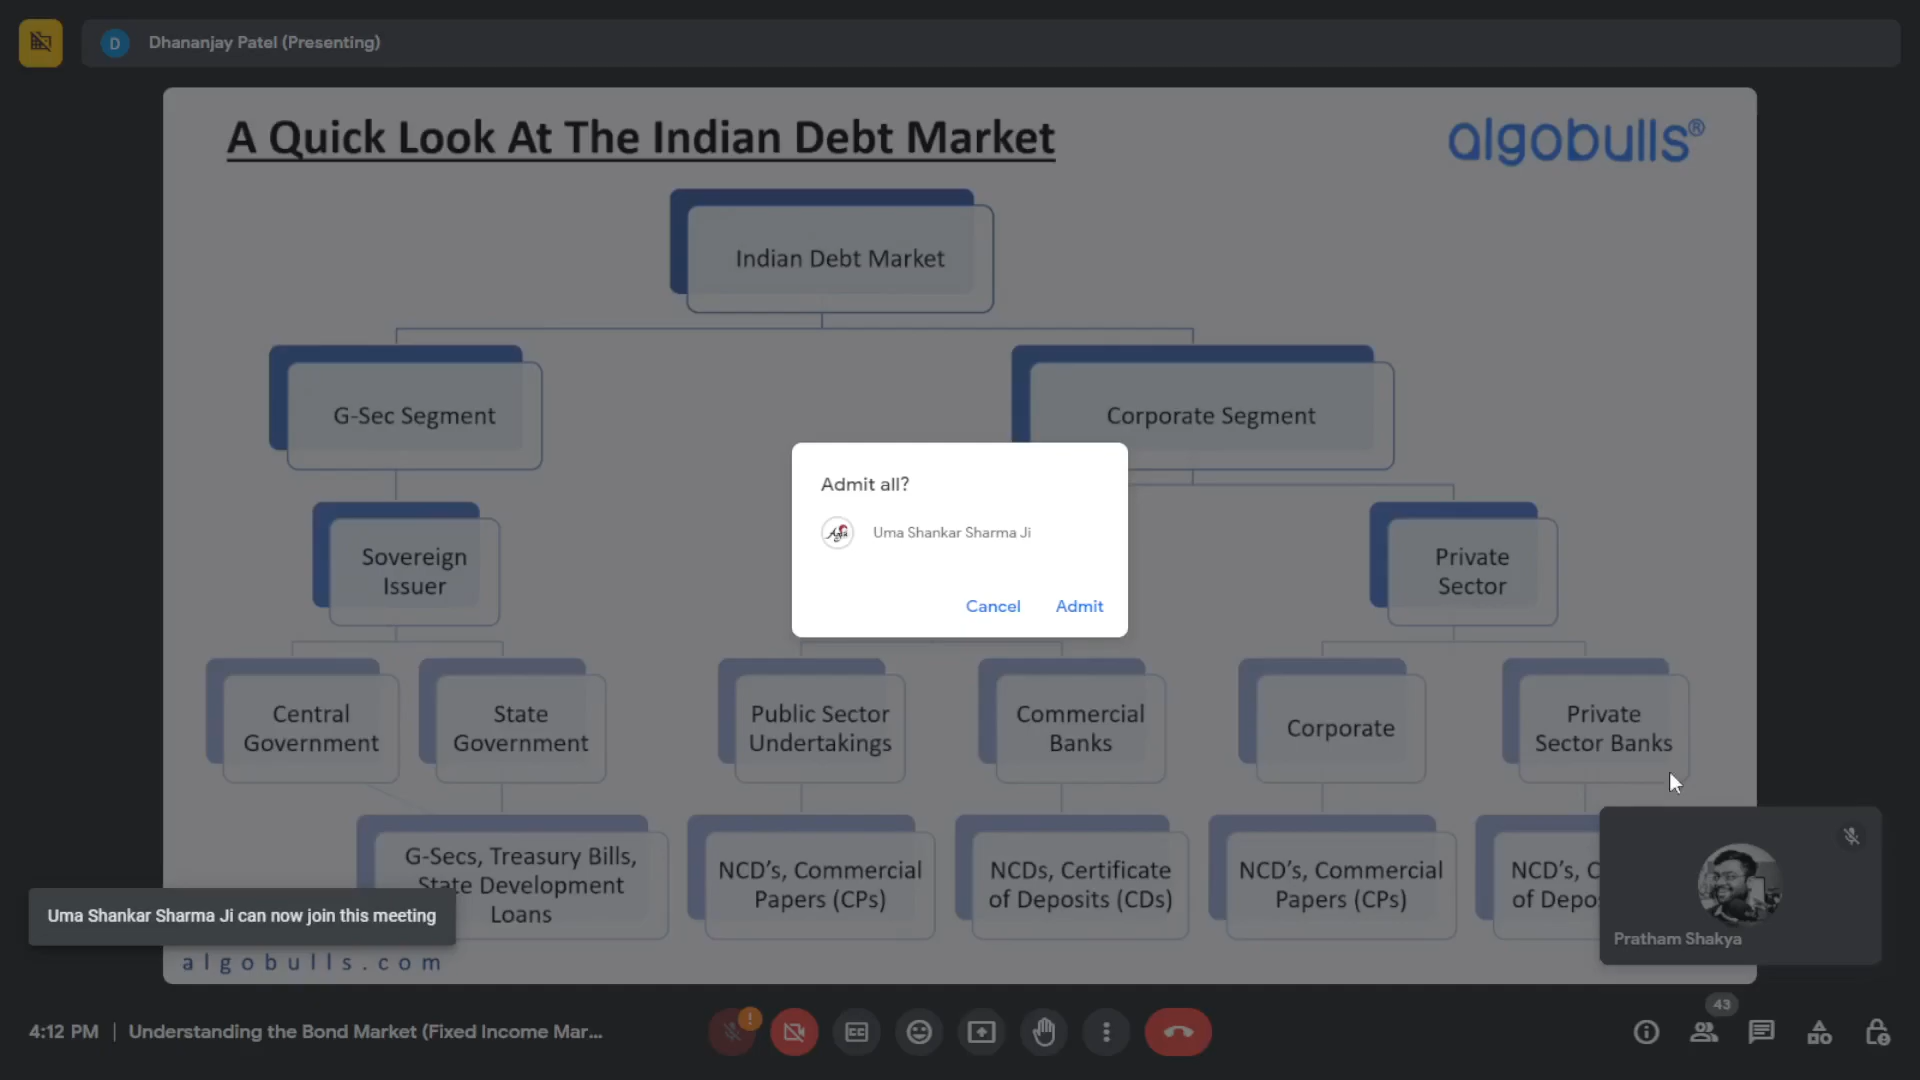 D
Dhananjay Patel (Presenting)
A Quick Look At The Indian Debt Market
algobulls®
Indian Debt Market
G-Sec Segment
Corporate Segment
Admit all?
Uma Shankar Sharma Ji
Cancel
Admit
Sovereign
Issuer
Private
Sector
Central
Government
State
Government
Public Sector
Undertakings
Commercial
Banks
Corporate
Private
Sector Banks
G-Secs, Treasury Bills,
State Development
Loans
NCD's, Commercial
Papers (CPs)
NCDs, Certificate
of Deposits (CDs)
NCD's, Commercial
Papers (CPs)
NCD's, C
of Depo
Uma Shankar Sharma Ji can now join this meeting
Pratham Shakya
algobulls.com
4:12 PM | Understanding the Bond Market (Fixed Income Mar...
43